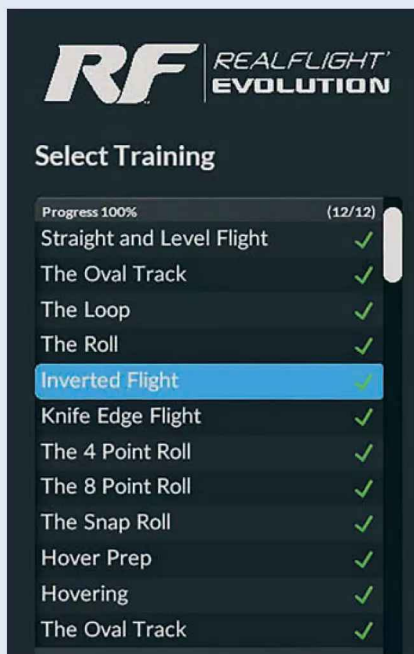 RF REALFLIGHT'
EVOLUTION
Select Training
Progress 100% (12/12)
Straight and Level Flight
The Oval Track
The Loop
The Roll
Inverted Flight
Knife Edge Flight
The 4 Point Roll
The 8 Point Roll
The Snap Roll
Hover Prep
Hovering
The Oval Track